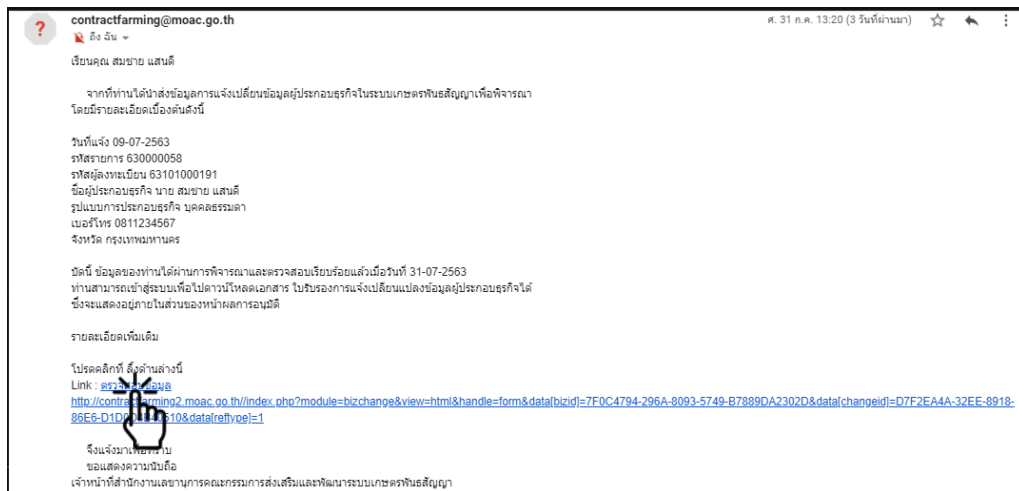 contractfarming@moac.go.th
ศ. 31 ก.ค. 13:20 (3 วันที่ผ่านมา)
ถึง ฉัน
เรียนคุณ สมชาย แสนดี
จากที่ท่านได้นำส่งข้อมูลการแจ้งเปลี่ยนข้อมูลผู้ประกอบธุรกิจในระบบเกษตรพันธสัญญาเพื่อพิจารณา
โดยมีรายละเอียดเบื้องต้นดังนี้
วันที่แจ้ง 09-07-2563
รหัสรายการ 630000058
รหัสผู้ลงทะเบียน 63101000191
ชื่อผู้ประกอบธุรกิจ นาย สมชาย แสนดี
รูปแบบการประกอบธุรกิจ บุคคลธรรมดา
เบอร์โทร 0811234567
จังหวัด กรุงเทพมหานคร
บัดนี้ ข้อมูลของท่านได้ผ่านการพิจารณาและตรวจสอบเรียบร้อยแล้วเมื่อวันที่ 31-07-2563
ท่านสามารถเข้าสู่ระบบเพื่อไปดาวน์โหลดเอกสาร ใบรับรองการแจ้งเปลี่ยนแปลงข้อมูลผู้ประกอบธุรกิจได้
ซึ่งจะแสดงอยู่ภายในส่วนของหน้าผลการอนุมัติ
รายละเอียดเพิ่มเติม
โปรดคลิกที่ ลิ้งด้านล่างนี้
Link : ตรวจสอบข้อมูล
http://contractfarming2.moac.go.th//index.php?module=bizchange&view=html&handle=form&data[bizid]=7F0C4794-296A-8093-5749-B7889DA2302D&data[changeid]=D7F2EA4A-32EE-8918-
&data[reftype]=1
จึงแจ้งมาเพื่อทราบ
ขอแสดงความนับถือ
เจ้าหน้าที่สำนักงานเลขานุการคณะกรรมการส่งเสริมและพัฒนาระบบเกษตรพันธสัญญา